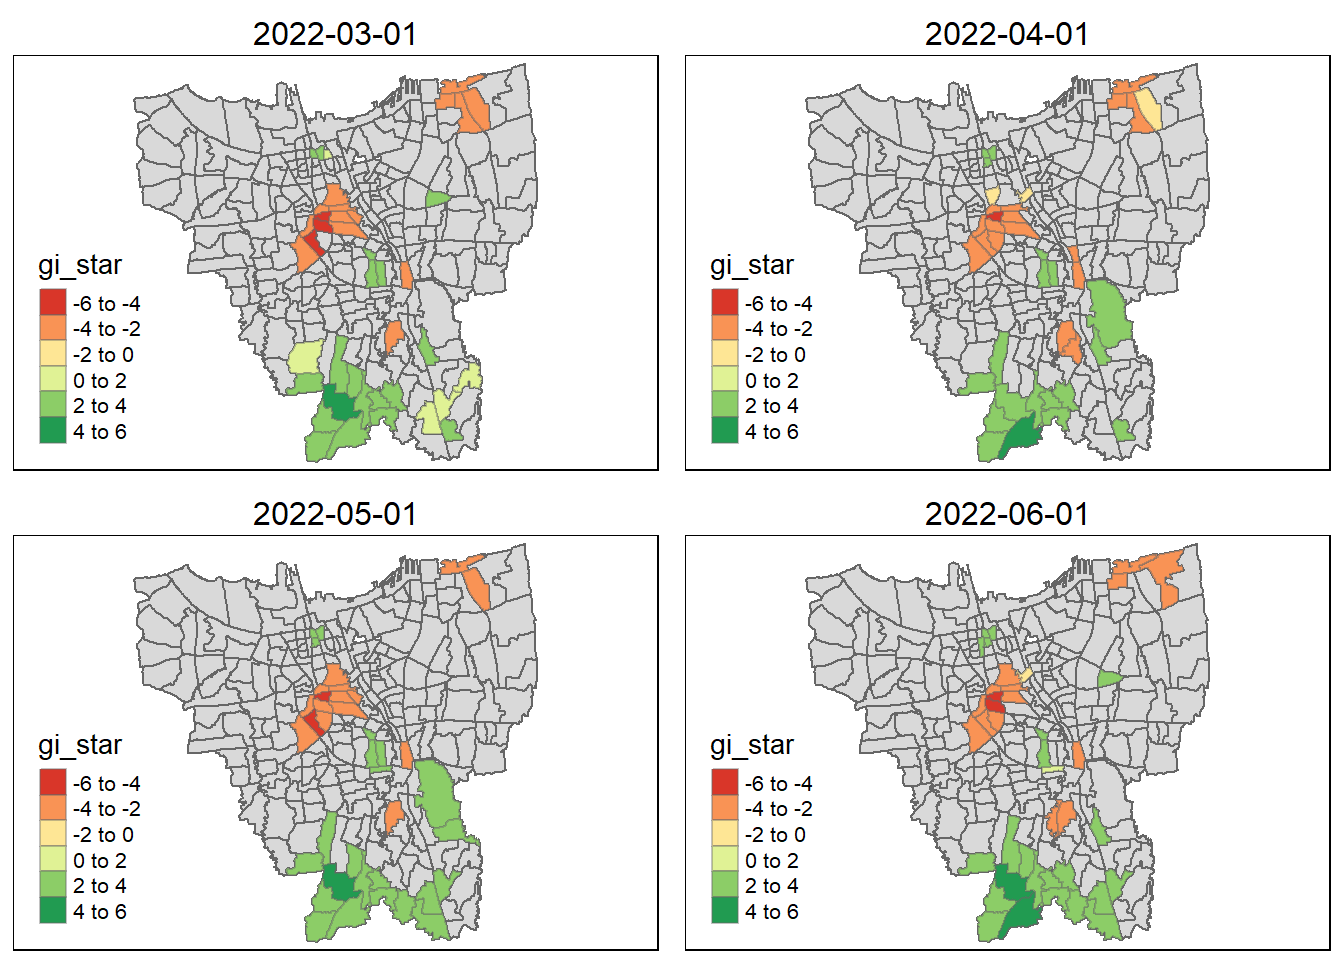 2022-03-01
gi_star
-6 to -4
-4 to -2
-2 to 0
0 to 2
2 to 4
4 to 6
2022-04-01
gi_star
-6 to -4
-4 to -2
-2 to 0
0 to 2
2 to 4
4 to 6
2022-05-01
gi_star
-6 to -4
-4 to -2
-2 to 0
0 to 2
2 to 4
4 to 6
2022-06-01
gi_star
-6 to -4
-4 to -2
-2 to 0
0 to 2
2 to 4
4 to 6